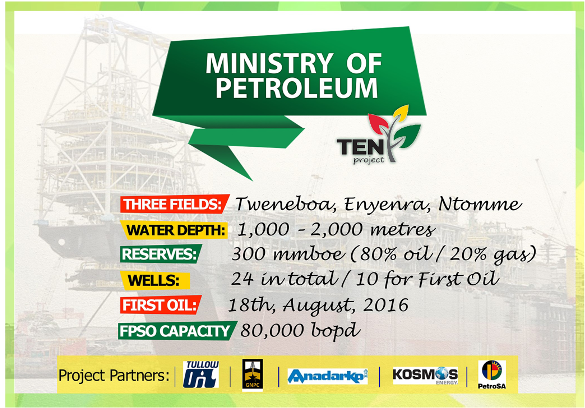 MINISTRY OF
PETROLEUM
TEN
project
THREE FIELDS: Tweneboa, Enyenra, Ntomme
WATER DEPTH: 1,000 - 2,000 metres
RESERVES: 300 mmboe (80% oil / 20% gas)
WELLS: 24 in total / 10 for First Oil
FIRST OIL: 18th, August, 2016
FPSO CAPACITY 80,000 bopd
Project Partners: TULLOW OIL GNPC Anadarko KOSMOS ENERGY PetroSA